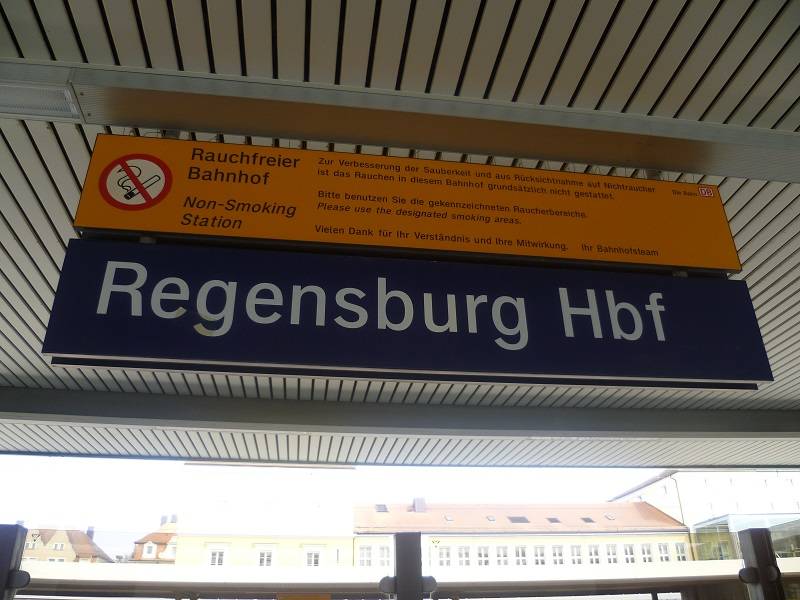 Rauchfreier
Bahnhof
Non-Smoking
Station
Zur Verbesserung der Sauberkeit und aus Rücksichtnahme auf Nichtraucher
ist das Rauchen in diesem Bahnhof grundsätzlich nicht gestattet.
Bitte benutzen Sie die gekennzeichneten Raucherbereiche.
Please use the designated smoking areas.
Vielen Dank für Ihr Verständnis und Ihre Mitwirkung. Ihr Bahnhofsteam
Die Bahn DB
Regensburg Hbf